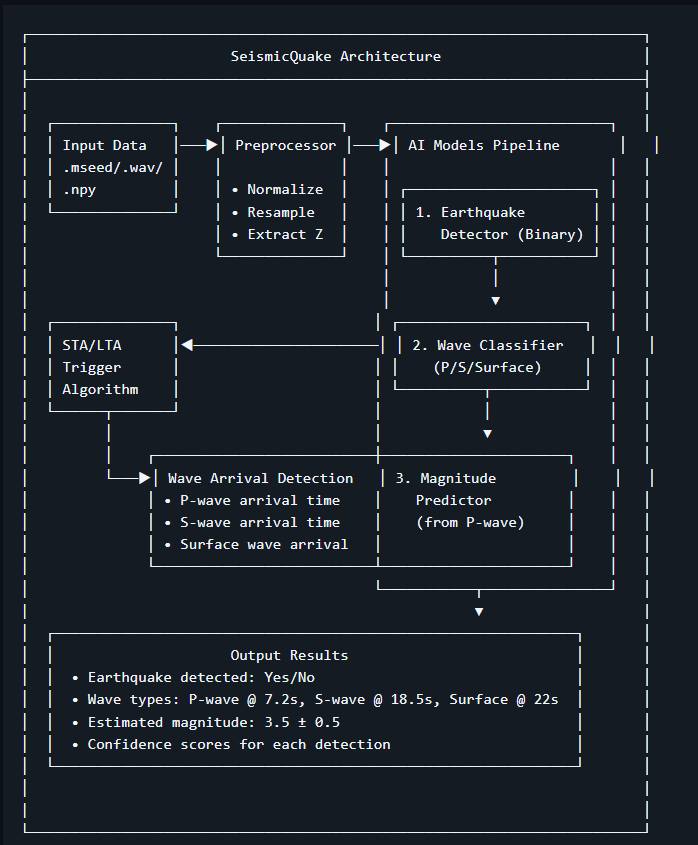 SeismicQuake Architecture
Input Data
.mseed/.wav/
.npy
Preprocessor
• Normalize
• Resample
• Extract Z
AI Models Pipeline
1. Earthquake
Detector (Binary)
STA/LTA
Trigger
Algorithm
2. Wave Classifier
(P/S/Surface)
Wave Arrival Detection
• P-wave arrival time
• S-wave arrival time
• Surface wave arrival
3. Magnitude
Predictor
(from P-wave)
Output Results
• Earthquake detected: Yes/No
• Wave types: P-wave @ 7.2s, S-wave @ 18.5s, Surface @ 22s
• Estimated magnitude: 3.5 ± 0.5
• Confidence scores for each detection